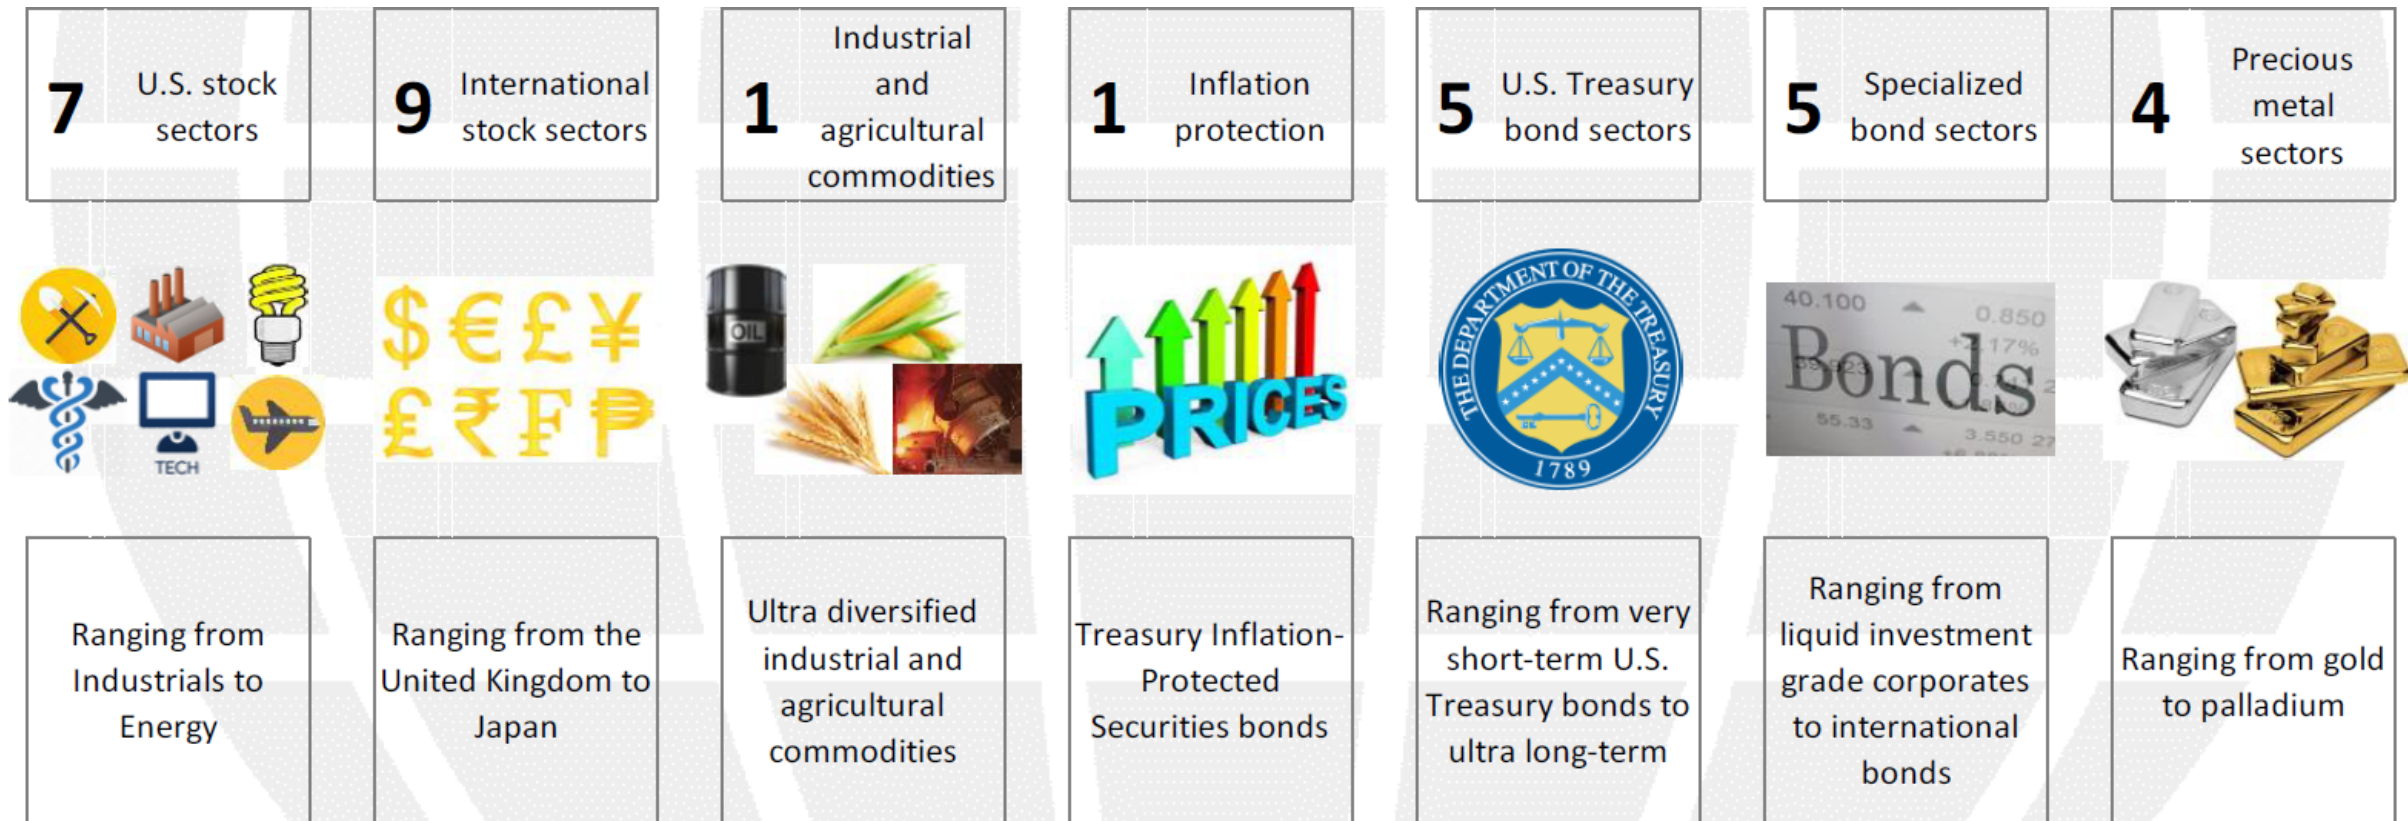 7
U.S. stock
sectors
9
International
stock sectors
1
Industrial
and
agricultural
commodities
1
Inflation
protection
5
U.S. Treasury
bond sectors
5
Specialized
bond sectors
4
Precious
metal
sectors
TECH
$ € £ ¥
£ ₹ ₣ ₱
OIL
PRICES
THE DEPARTMENT OF THE TREASURY
1789
40.100
0.850
Bonds
55.33
3.550 27
Ranging from
Industrials to
Energy
Ranging from the
United Kingdom to
Japan
Ultra diversified
industrial and
agricultural
commodities
Treasury Inflation-
Protected
Securities bonds
Ranging from very
short-term U.S.
Treasury bonds to
ultra long-term
Ranging from
liquid investment
grade corporates
to international
bonds
Ranging from gold
to palladium